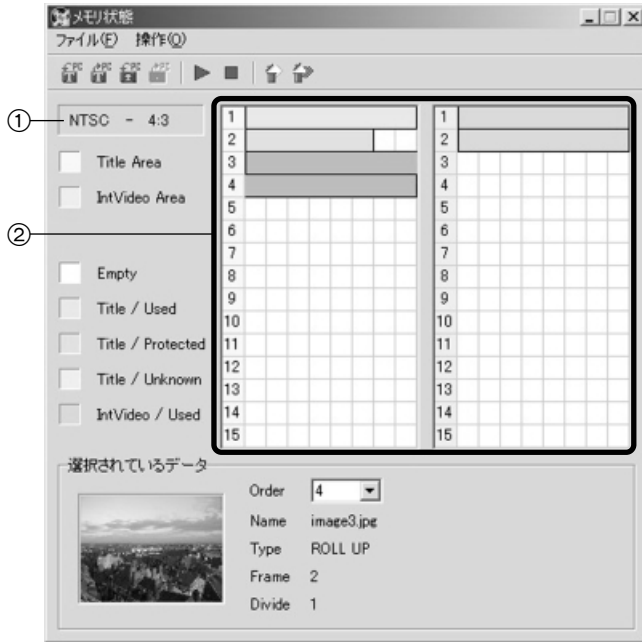 メモリ状態
ファイル(F) 操作(O)
①
NTSC - 4:3
Title Area
IntVideo Area
②
Empty
Title / Used
Title / Protected
Title / Unknown
IntVideo / Used
1
2
3
4
5
6
7
8
9
10
11
12
13
14
15
1
2
3
4
5
6
7
8
9
10
11
12
13
14
15
選択されているデータ
Order 4
Name image3.jpg
Type ROLL UP
Frame 2
Divide 1